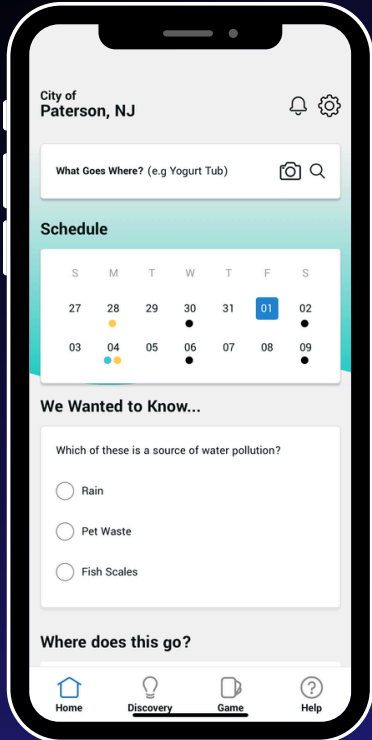 City of
Paterson, NJ
What Goes Where? (e.g Yogurt Tub)
Schedule
S M T W T F S
27 28 29 30 31 01 02
03 04 05 06 07 08 09
We Wanted to Know...
Which of these is a source of water pollution?
Rain
Pet Waste
Fish Scales
Where does this go?
Home Discovery Game Help